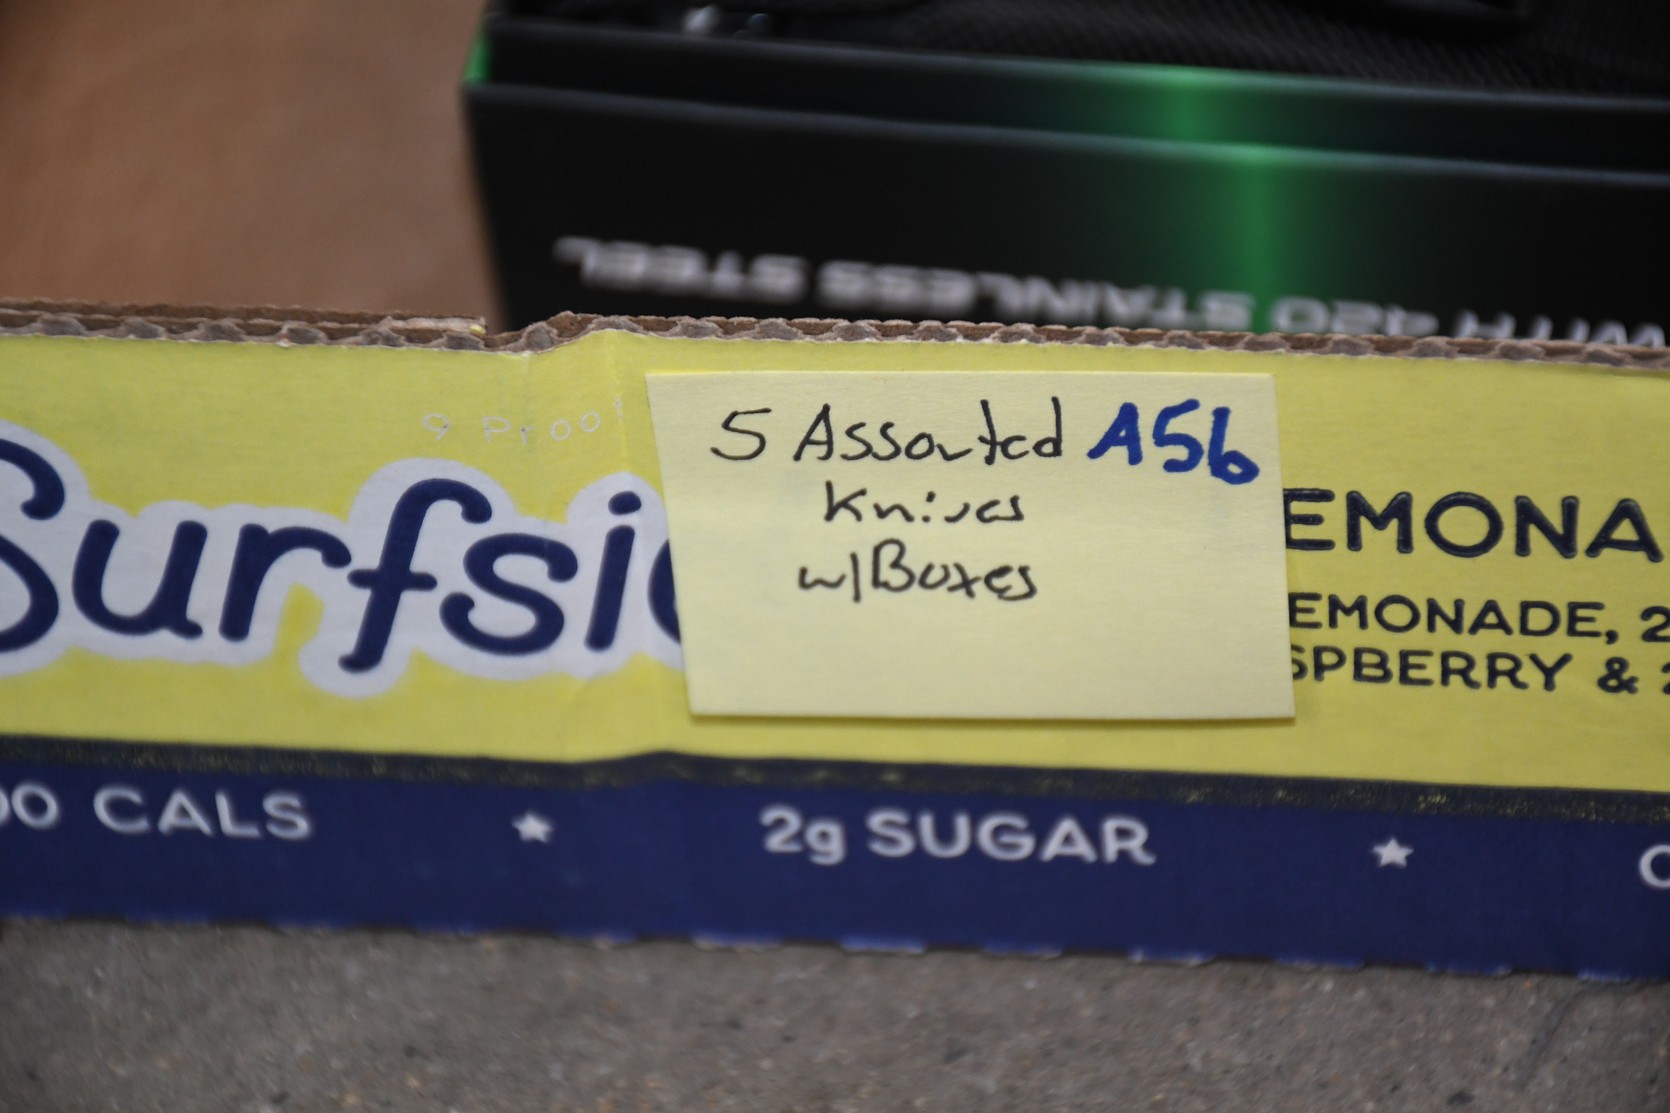 WITH 420 STAINLESS STEEL
5 Assorted A56
Knives
w/Boxes
9 Proo
Surfsi
EMONA
EMONADE, 2
SPBERRY & 2
00 CALS ★ 2g SUGAR ★